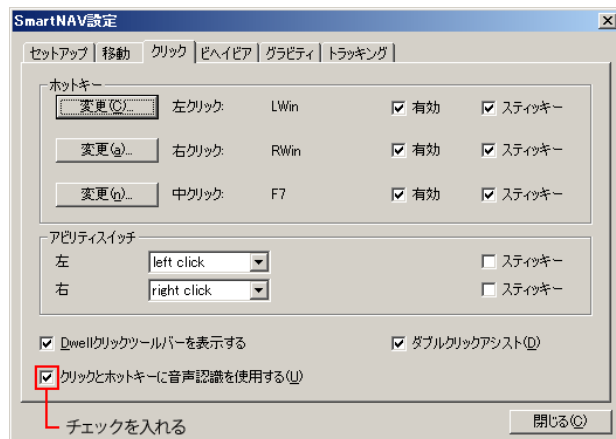 SmartNAV設定
セットアップ 移動 クリック ビヘイビア グラビティ トラッキング
ホットキー
変更(C)... 左クリック: LWin 有効 スティッキー
変更(a)... 右クリック: RWin 有効 スティッキー
変更(n)... 中クリック: F7 有効 スティッキー
アビリティスイッチ
左 left click スティッキー
右 right click スティッキー
Dwellクリックツールバーを表示する ダブルクリックアシスト(D)
クリックとホットキーに音声認識を使用する(U)
チェックを入れる 閉じる(C)